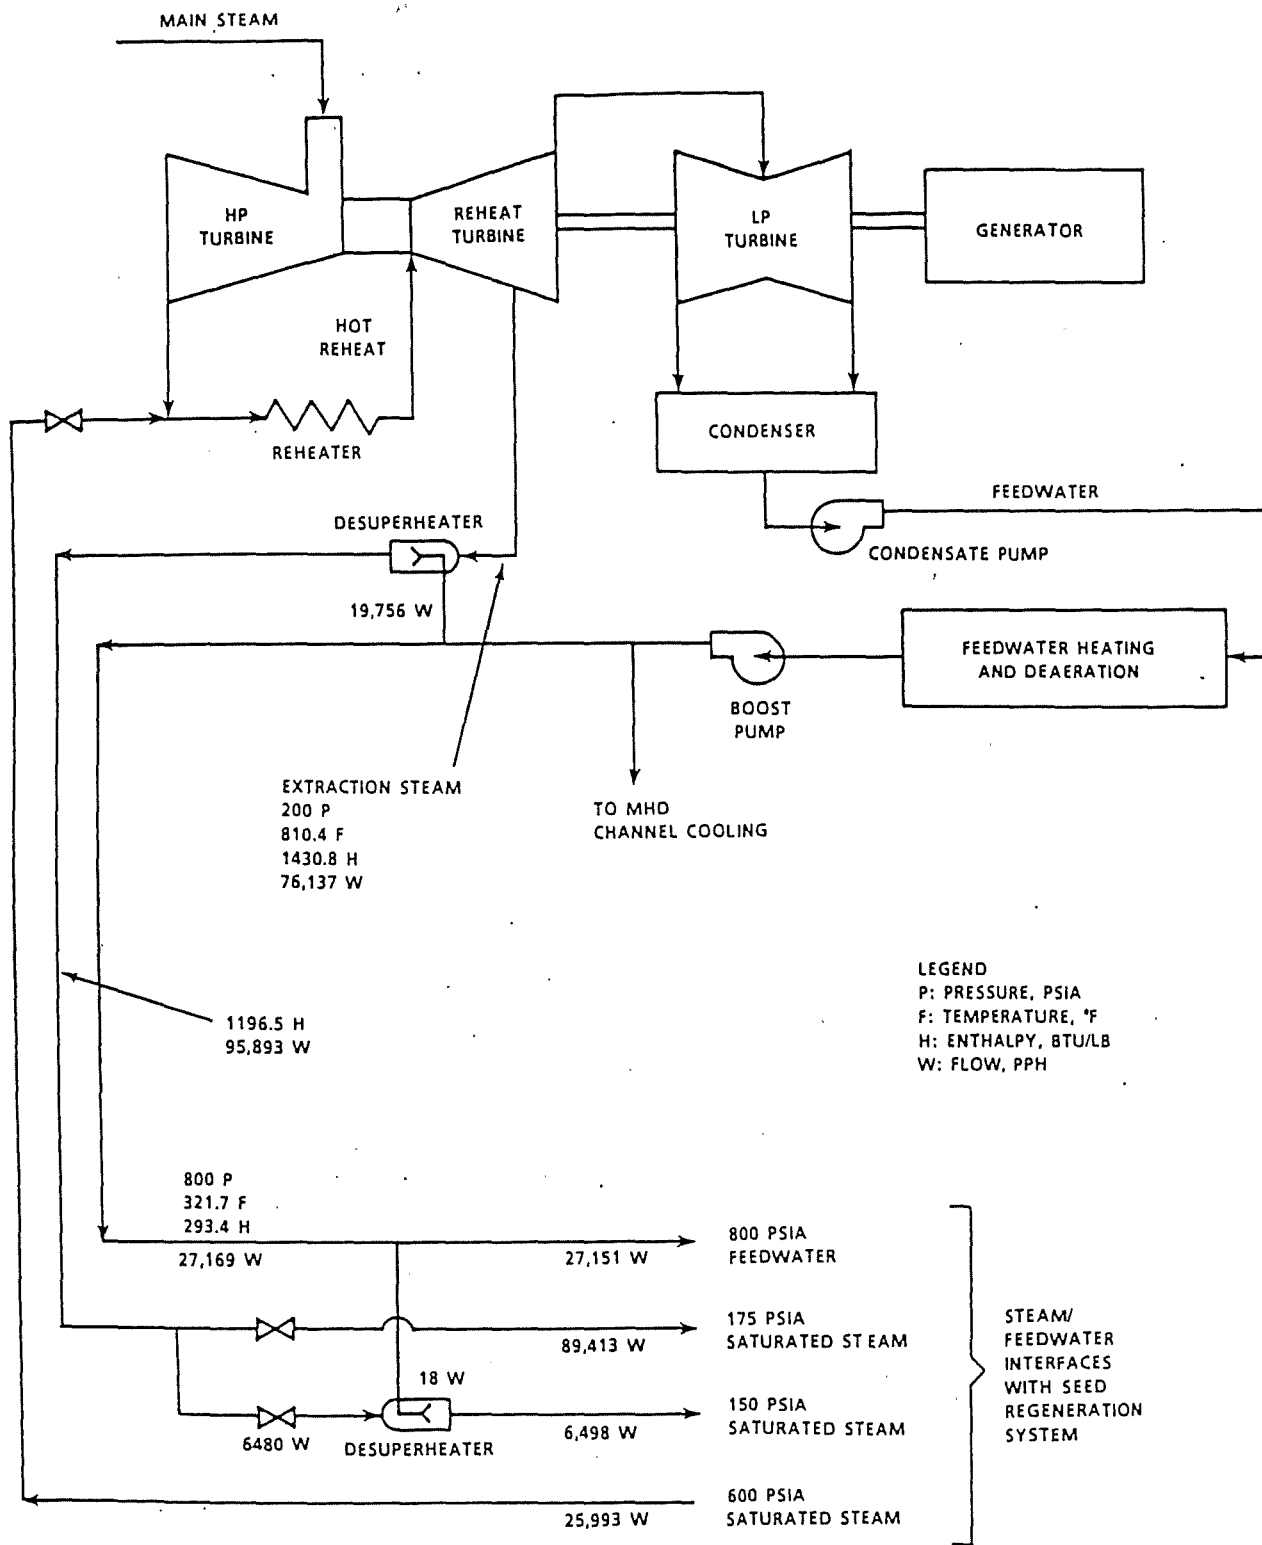 MAIN STEAM
HP
TURBINE
REHEAT
TURBINE
LP
TURBINE
GENERATOR
HOT
REHEAT
REHEATER
CONDENSER
FEEDWATER
CONDENSATE PUMP
DESUPERHEATER
19,756 W
FEEDWATER HEATING
AND DEAERATION
BOOST
PUMP
EXTRACTION STEAM
200 P
810.4 F
1430.8 H
76,137 W
TO MHD
CHANNEL COOLING
LEGEND
P: PRESSURE, PSIA
F: TEMPERATURE, °F
H: ENTHALPY, BTU/LB
W: FLOW, PPH
1196.5 H
95,893 W
800 P
321.7 F
293.4 H
27,169 W
27,151 W
800 PSIA
FEEDWATER
175 PSIA
SATURATED STEAM
89,413 W
18 W
150 PSIA
SATURATED STEAM
6480 W
DESUPERHEATER
6,498 W
600 PSIA
SATURATED STEAM
25,993 W
STEAM/
FEEDWATER
INTERFACES
WITH SEED
REGENERATION
SYSTEM